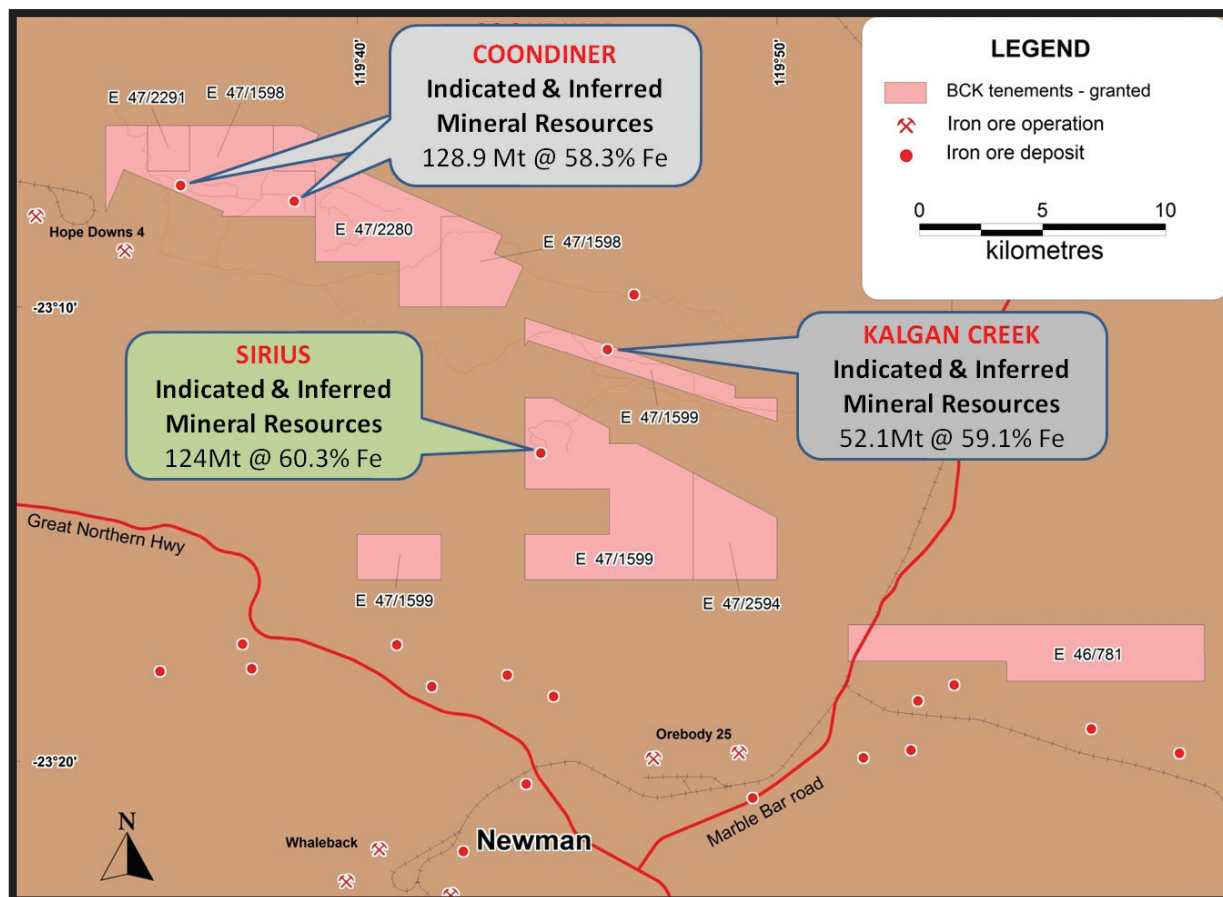 119°40'
119°50'
COONDINER
Indicated & Inferred
Mineral Resources
128.9 Mt @ 58.3% Fe
LEGEND
BCK tenements - granted
Iron ore operation
Iron ore deposit
0 5 10
kilometres
E 47/2291
E 47/1598
Hope Downs 4
E 47/2280
E 47/1598
-23°10'
SIRIUS
Indicated & Inferred
Mineral Resources
124Mt @ 60.3% Fe
KALGAN CREEK
Indicated & Inferred
Mineral Resources
52.1Mt @ 59.1% Fe
E 47/1599
Great Northern Hwy
E 47/1599
E 47/1599
E 47/2594
E 46/781
-23°20'
Orebody 25
Marble Bar road
N
Whaleback
Newman